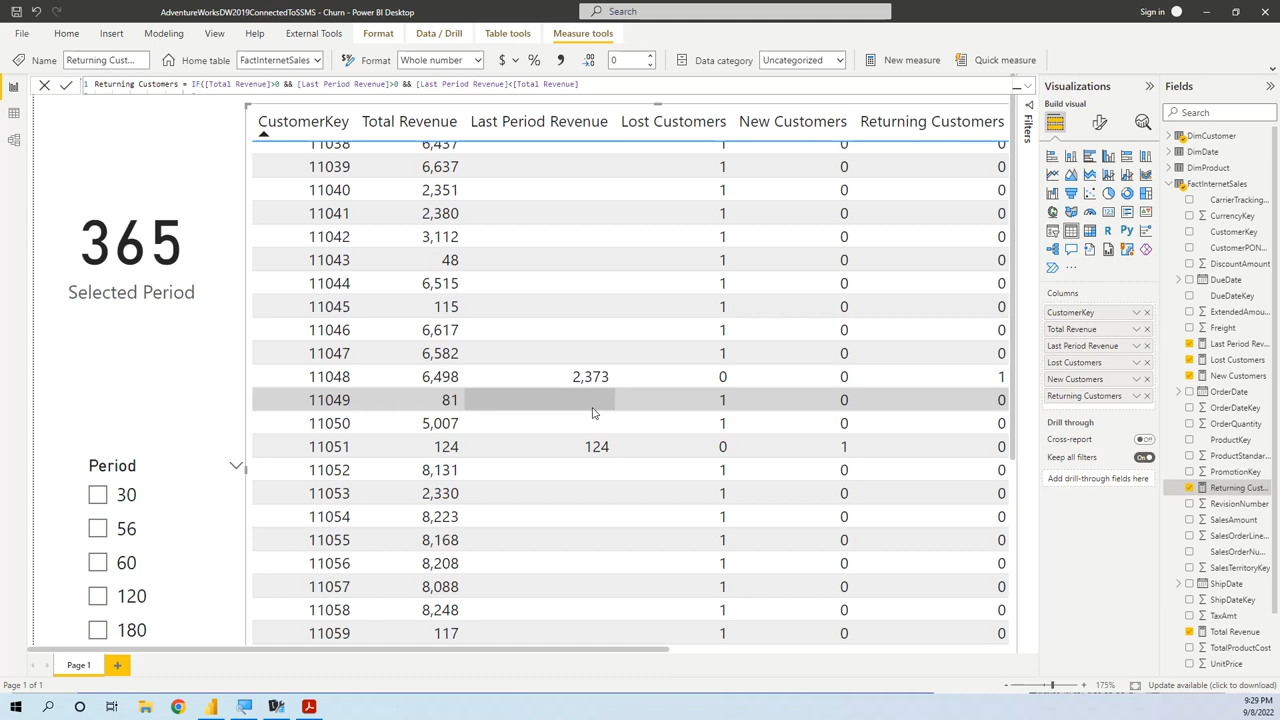 AdventureWorksDW2019ConnectedToSSMS - Churn - Power BI Desktop
Search
Sign in
File
Home
Insert
Modeling
View
Help
External Tools
Format
Data / Drill
Table tools
Measure tools
Name
Returning Cust...
Home table
FactInternetSales
Format
Whole number
$
%
0
Data category
Uncategorized
New measure
Quick measure
1 Returning Customers = IF([Total Revenue]>0 && [Last Period Revenue]>0 && [Last Period Revenue]<[Total Revenue]
CustomerKey Total Revenue Last Period Revenue Lost Customers New Customers Returning Customers
11038 6,437 1 0 0
11039 6,637 1 0 0
11040 2,351 1 0 0
11041 2,380 1 0 0
11042 3,112 1 0 0
11043 48 1 0 0
11044 6,515 1 0 0
11045 115 1 0 0
11046 6,617 1 0 0
11047 6,582 1 0 0
11048 6,498 2,373 0 0 1
11049 81 1 0 0
11050 5,007 1 0 0
11051 124 124 0 1 0
11052 8,131 1 0 0
11053 2,330 1 0 0
11054 8,223 1 0 0
11055 8,168 1 0 0
11056 8,208 1 0 0
11057 8,088 1 0 0
11058 8,248 1 0 0
11059 117 1 0 0
365
Selected Period
Period
30
56
60
120
180
Filters
Visualizations
Build visual
R
Py
Columns
CustomerKey
Total Revenue
Last Period Revenue
Lost Customers
New Customers
Returning Customers
Drill through
Cross-report
Off
Keep all filters
On
Add drill-through fields here
Fields
Search
DimCustomer
DimDate
DimProduct
FactInternetSales
CarrierTracking...
CurrencyKey
CustomerKey
CustomerPON...
DiscountAmount
DueDate
DueDateKey
ExtendedAmou...
Freight
Last Period Rev...
Lost Customers
New Customers
OrderDate
OrderDateKey
OrderQuantity
ProductKey
ProductStandar...
PromotionKey
Returning Cust...
RevisionNumber
SalesAmount
SalesOrderLine...
SalesOrderNu...
SalesTerritoryKey
ShipDate
ShipDateKey
TaxAmt
Total Revenue
TotalProductCost
UnitPrice
Page 1
Page 1 of 1
175%
Update available (click to download)
9:29 PM
9/8/2022